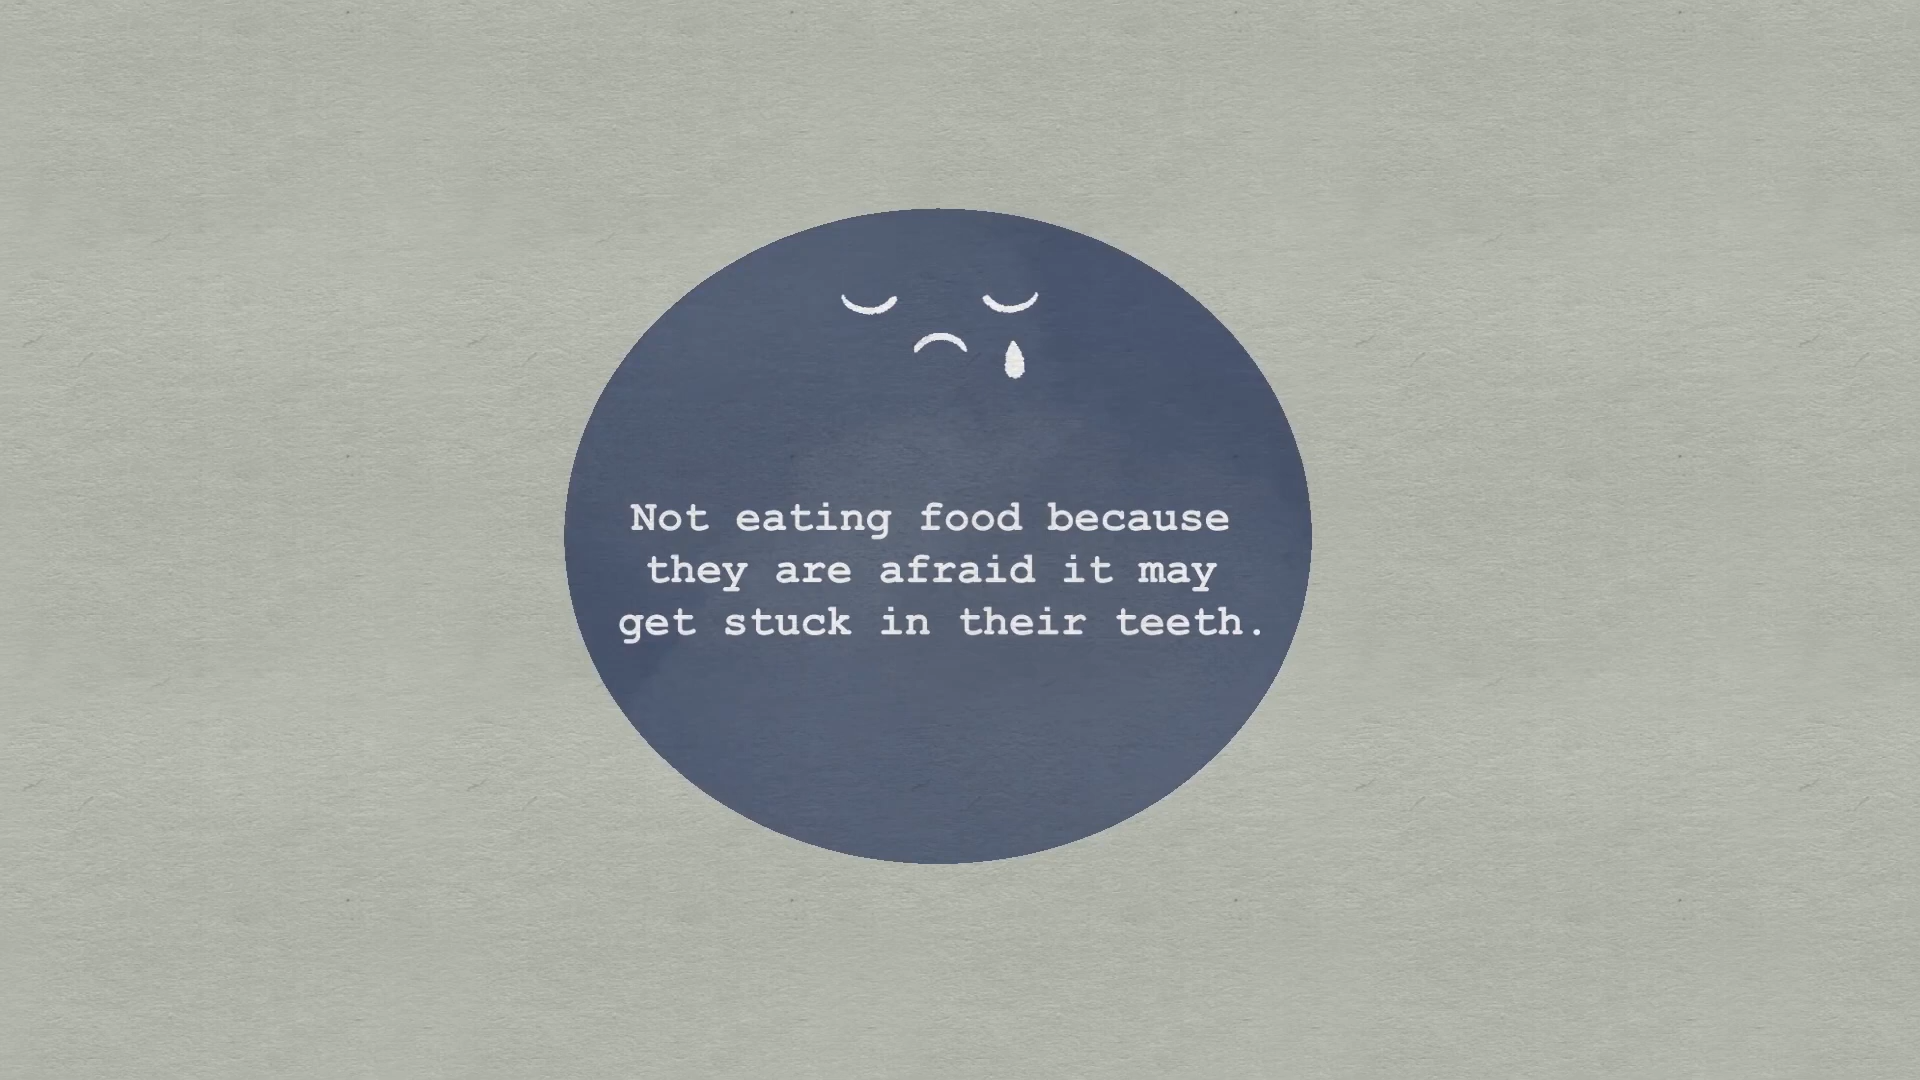 Not eating food because
they are afraid it may
get stuck in their teeth.